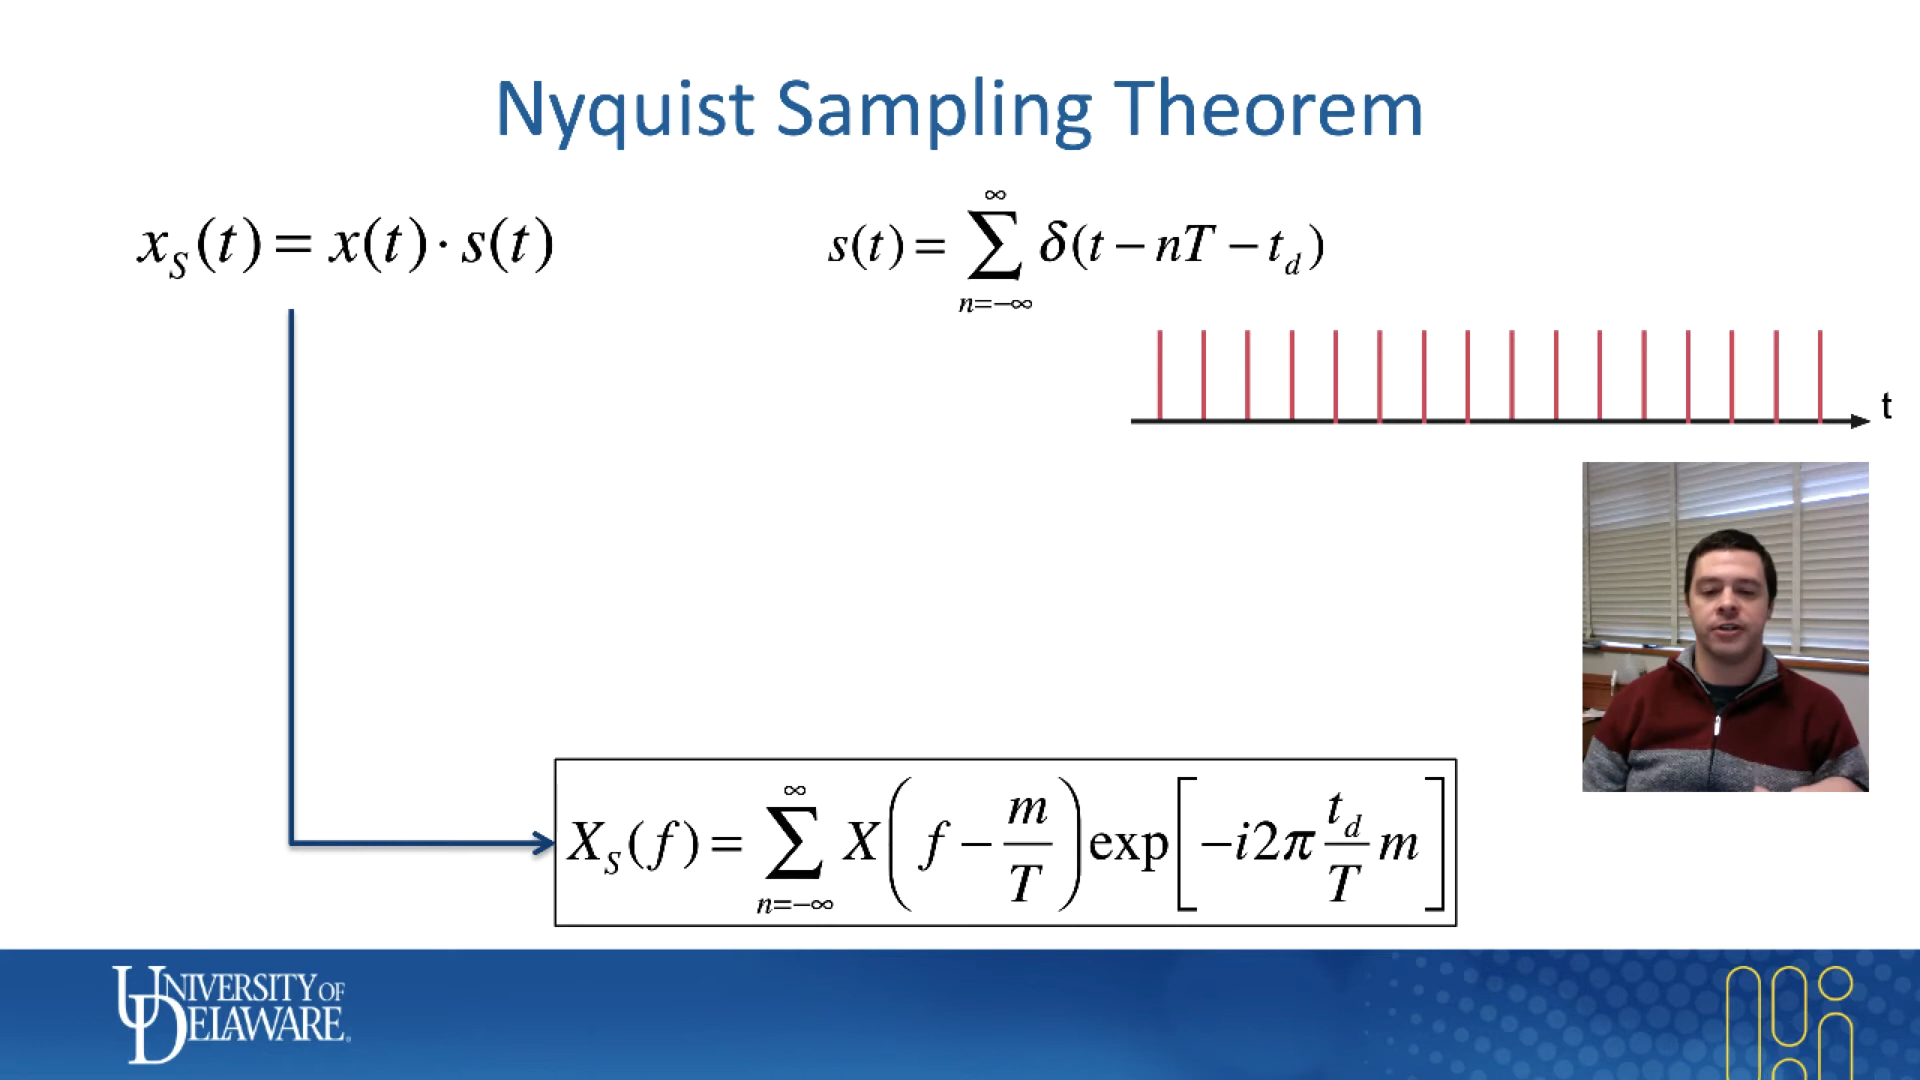 Nyquist Sampling Theorem
x_S(t) = x(t) · s(t)
s(t) = ∑_{n=−∞}^{∞} δ(t − nT − t_d)
t
X_S(f) = ∑_{n=−∞}^{∞} X(f − m/T) exp[−i2π (t_d/T) m]
UNIVERSITY OF
DELAWARE